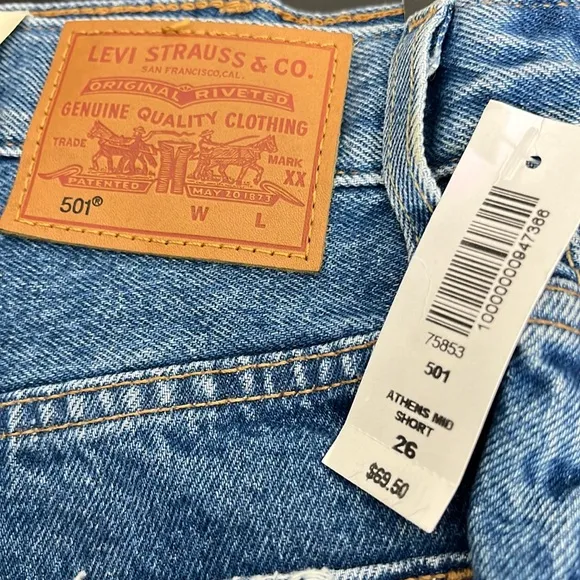 LEVI STRAUSS & CO.
SAN FRANCISCO, CAL.
ORIGINAL RIVETED
GENUINE QUALITY CLOTHING
TRADE MARK
XX
PATENTED MAY 20 1873
501® W L
10000000947386
75853
501
ATHENS MID
SHORT
26
$69.50